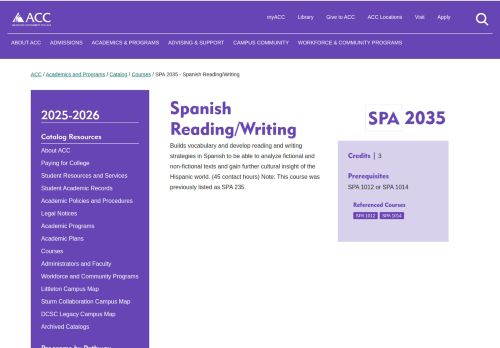 ACC
myACC Library Give to ACC ACC Locations Visit Apply
ABOUT ACC ADMISSIONS ACADEMICS & PROGRAMS ADVISING & SUPPORT CAMPUS COMMUNITY WORKFORCE & COMMUNITY PROGRAMS
ACC / Academics and Programs / Catalog / Courses / SPA 2035 - Spanish Reading/Writing
2025-2026
Catalog Resources
About ACC
Paying for College
Student Resources and Services
Student Academic Records
Academic Policies and Procedures
Legal Notices
Academic Programs
Academic Plans
Courses
Administrators and Faculty
Workforce and Community Programs
Littleton Campus Map
Sturm Collaboration Campus Map
DCSC Legacy Campus Map
Archived Catalogs
Spanish
Reading/Writing
Builds vocabulary and develop reading and writing
strategies in Spanish to be able to analyze fictional and
non-fictional texts and gain further cultural insight of the
Hispanic world. (45 contact hours) Note: This course was
previously listed as SPA 235.
SPA 2035
Credits | 3
Prerequisites
SPA 1012 or SPA 1014
Referenced Courses
SPA 1012 SPA 1014